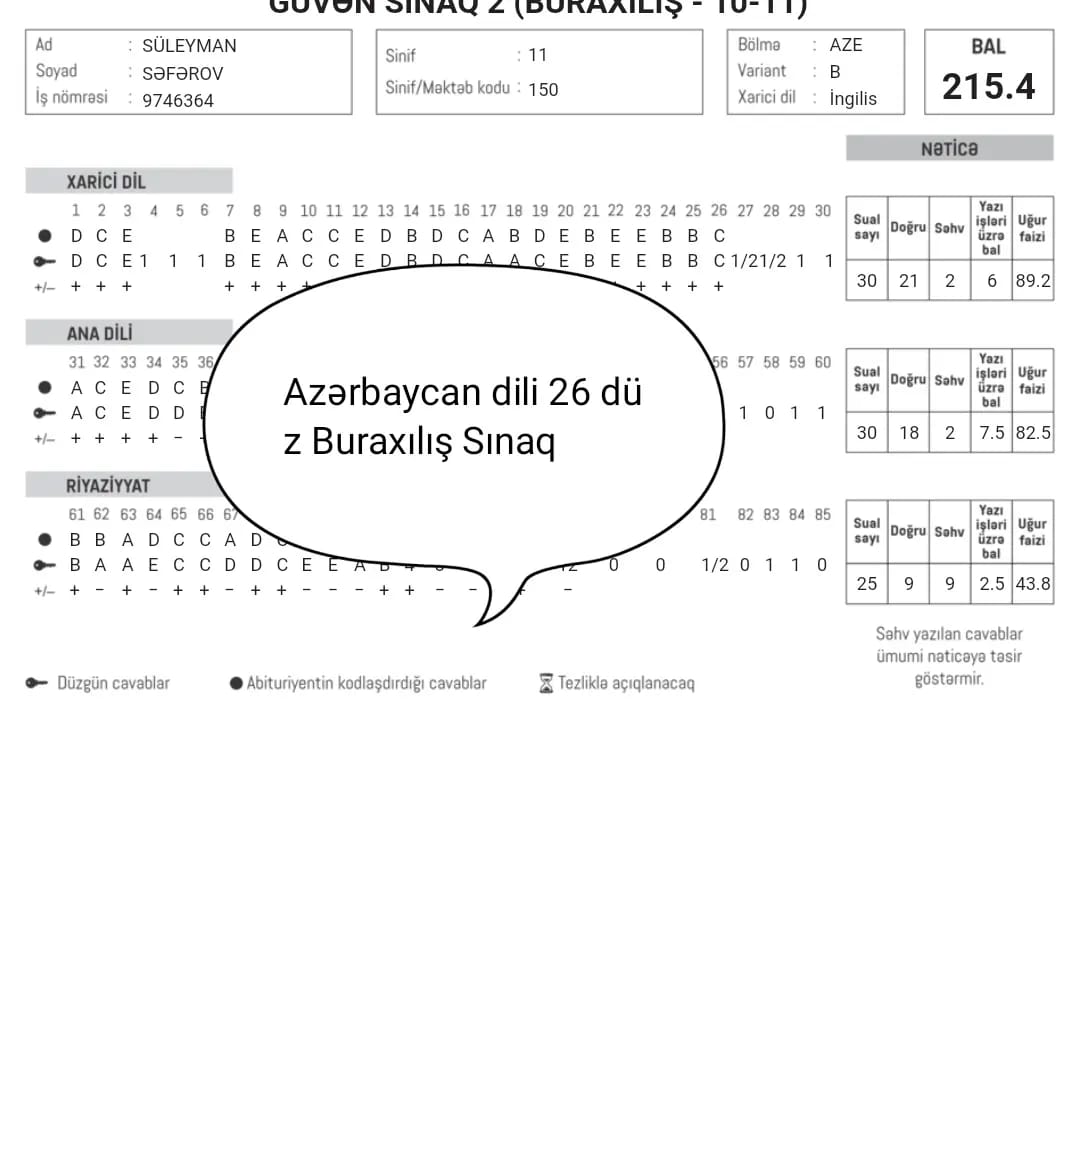 GÜVƏN SINAQ 2 (BURAXILIŞ - 10-11)
Ad : SÜLEYMAN
Soyad : SƏFƏROV
İş nömrəsi : 9746364
Sinif : 11
Sinif/Məktəb kodu : 150
Bölmə : AZE
Variant : B
Xarici dil : İngilis
BAL
215.4
NƏTİCƏ
XARİCİ DİL
1 2 3 4 5 6 7 8 9 10 11 12 13 14 15 16 17 18 19 20 21 22 23 24 25 26 27 28 29 30
D C E B E A C C E D B D C A B D E B E E B B C
D C E 1 1 1 B E A C C E D B D C A A C E B E E B B C 1/2 1/2 1 1
+/– + + + + + + + + + + + +
Sual sayı Doğru Səhv Yazı işləri üzrə bal Uğur faizi
30 21 2 6 89.2
ANA DİLİ
31 32 33 34 35 36 56 57 58 59 60
A C E D C
A C E D D 1 0 1 1
+/– + + + + –
Sual sayı Doğru Səhv Yazı işləri üzrə bal Uğur faizi
30 18 2 7.5 82.5
Azərbaycan dili 26 dü
z Buraxılış Sınaq
RİYAZİYYAT
61 62 63 64 65 66 67 81 82 83 84 85
B B A D C C A D
B A A E C C D D C E E A 0 0 1/2 0 1 1 0
+/– + – + – + + – + + – – – + + – – + –
Sual sayı Doğru Səhv Yazı işləri üzrə bal Uğur faizi
25 9 9 2.5 43.8
Səhv yazılan cavablar
ümumi nəticəyə təsir
göstərmir.
Düzgün cavablar
Abituriyentin kodlaşdırdığı cavablar
Tezliklə açıqlanacaq